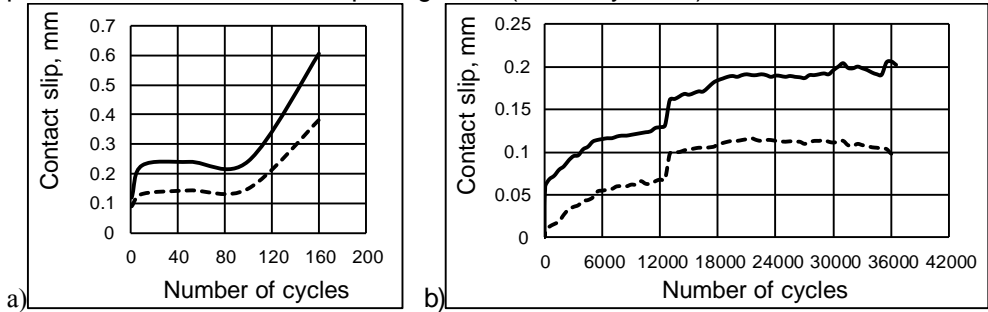 a)
Contact slip, mm
0.7
0.6
0.5
0.4
0.3
0.2
0.1
0
0 40 80 120 160 200
Number of cycles
b)
Contact slip, mm
0.25
0.2
0.15
0.1
0.05
0
0 6000 12000 18000 24000 30000 36000 42000
Number of cycles